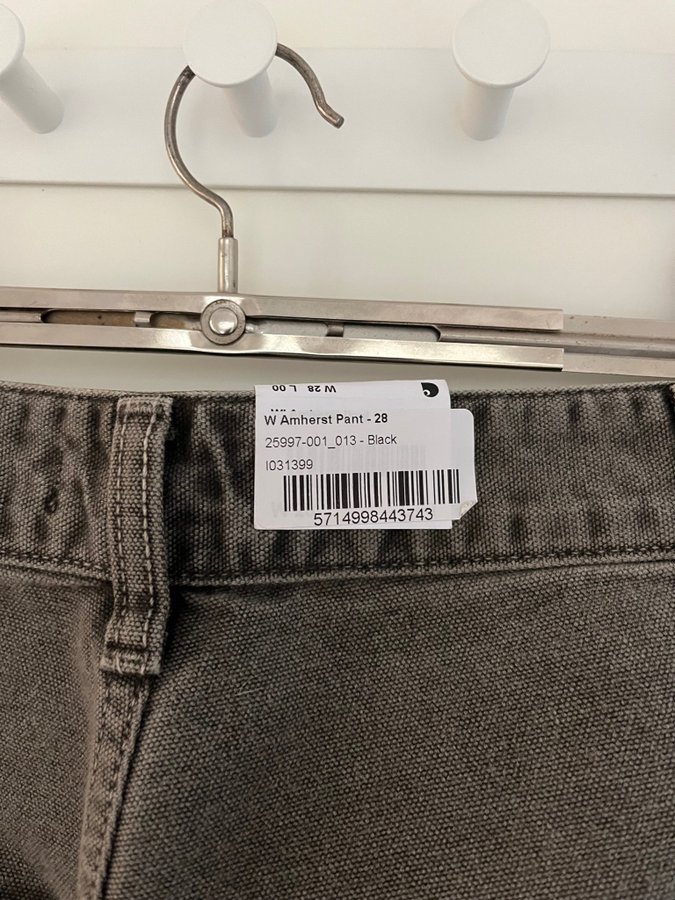 W 28 L 00
W Amherst Pant - 28
25997-001_013 - Black
I031399
5714998443743